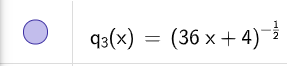 q₃(x) = (36 x + 4)^(-1/2)